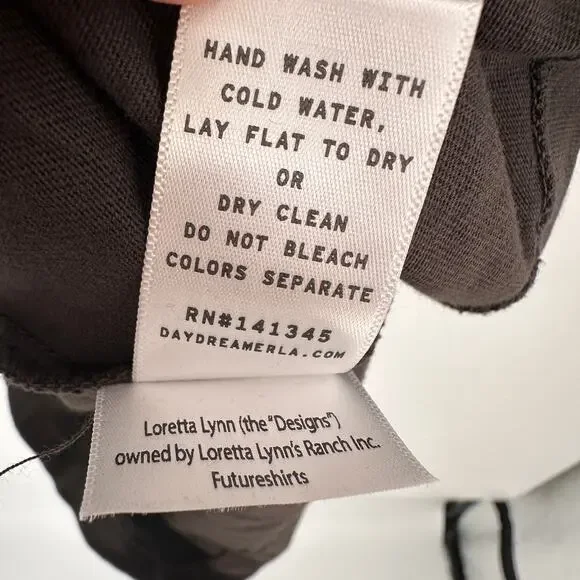 HAND WASH WITH
COLD WATER,
LAY FLAT TO DRY
OR
DRY CLEAN
DO NOT BLEACH
COLORS SEPARATE
RN#141345
DAYDREAMERLA.COM
Loretta Lynn (the "Designs")
owned by Loretta Lynn's Ranch Inc.
Futureshirts